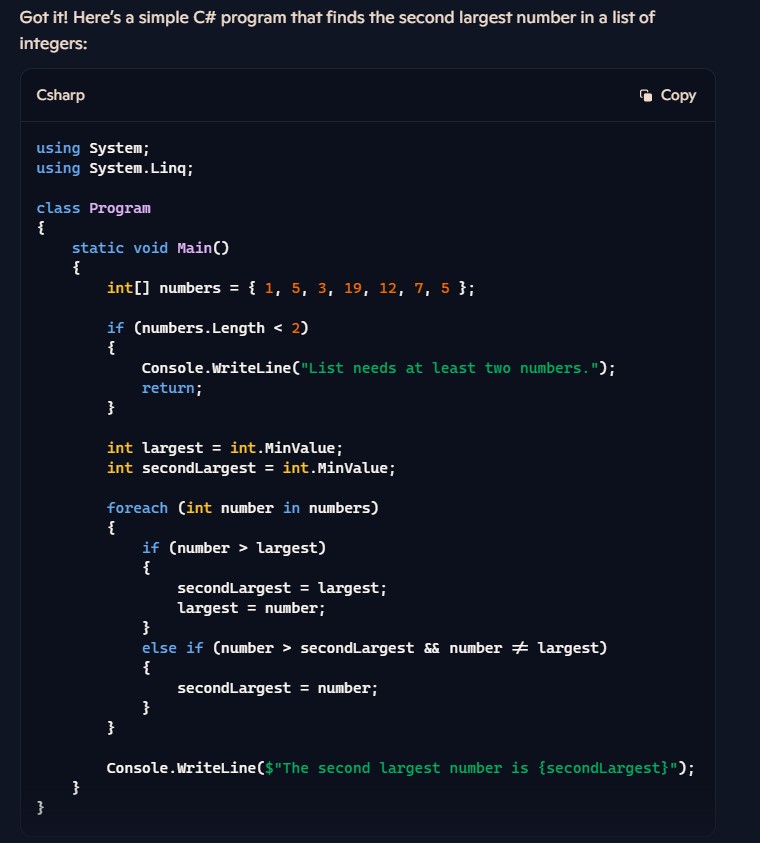 Got it! Here's a simple C# program that finds the second largest number in a list of
integers:
Csharp
Copy
using System;
using System.Linq;
class Program
{
    static void Main()
    {
        int[] numbers = { 1, 5, 3, 19, 12, 7, 5 };
        if (numbers.Length < 2)
        {
            Console.WriteLine("List needs at least two numbers.");
            return;
        }
        int largest = int.MinValue;
        int secondLargest = int.MinValue;
        foreach (int number in numbers)
        {
            if (number > largest)
            {
                secondLargest = largest;
                largest = number;
            }
            else if (number > secondLargest && number != largest)
            {
                secondLargest = number;
            }
        }
        Console.WriteLine($"The second largest number is {secondLargest}");
    }
}